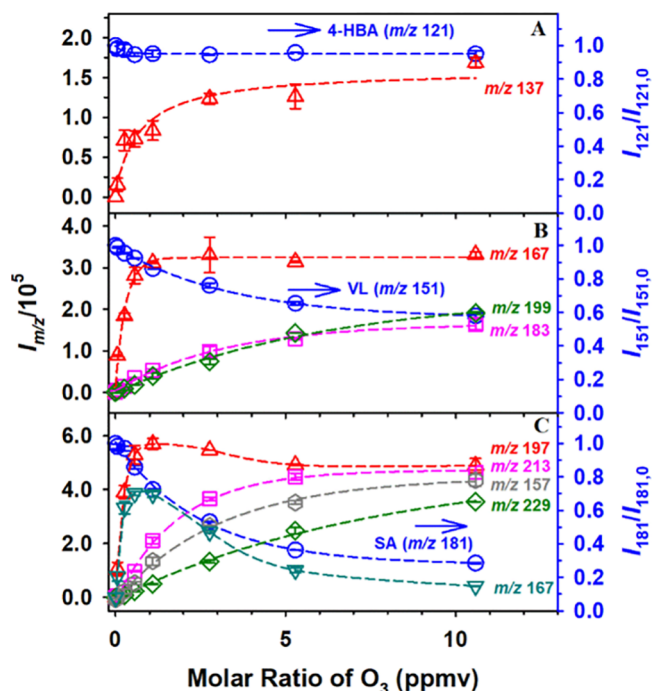 4-HBA (m/z 121)
A
m/z 137
2.0
1.5
1.0
0.5
0.0
1.0
0.8
0.6
0.4
0.2
0.0
I121/I121,0
B
m/z 167
VL (m/z 151)
m/z 199
m/z 183
4.0
3.0
2.0
1.0
0.0
Im/z/10^5
1.0
0.8
0.6
0.4
0.2
0.0
I151/I151,0
C
m/z 197
m/z 213
m/z 157
m/z 229
SA (m/z 181)
m/z 167
6.0
4.0
2.0
0.0
1.0
0.8
0.6
0.4
0.2
0.0
I184/I181,0
0
5
10
Molar Ratio of O3 (ppmv)